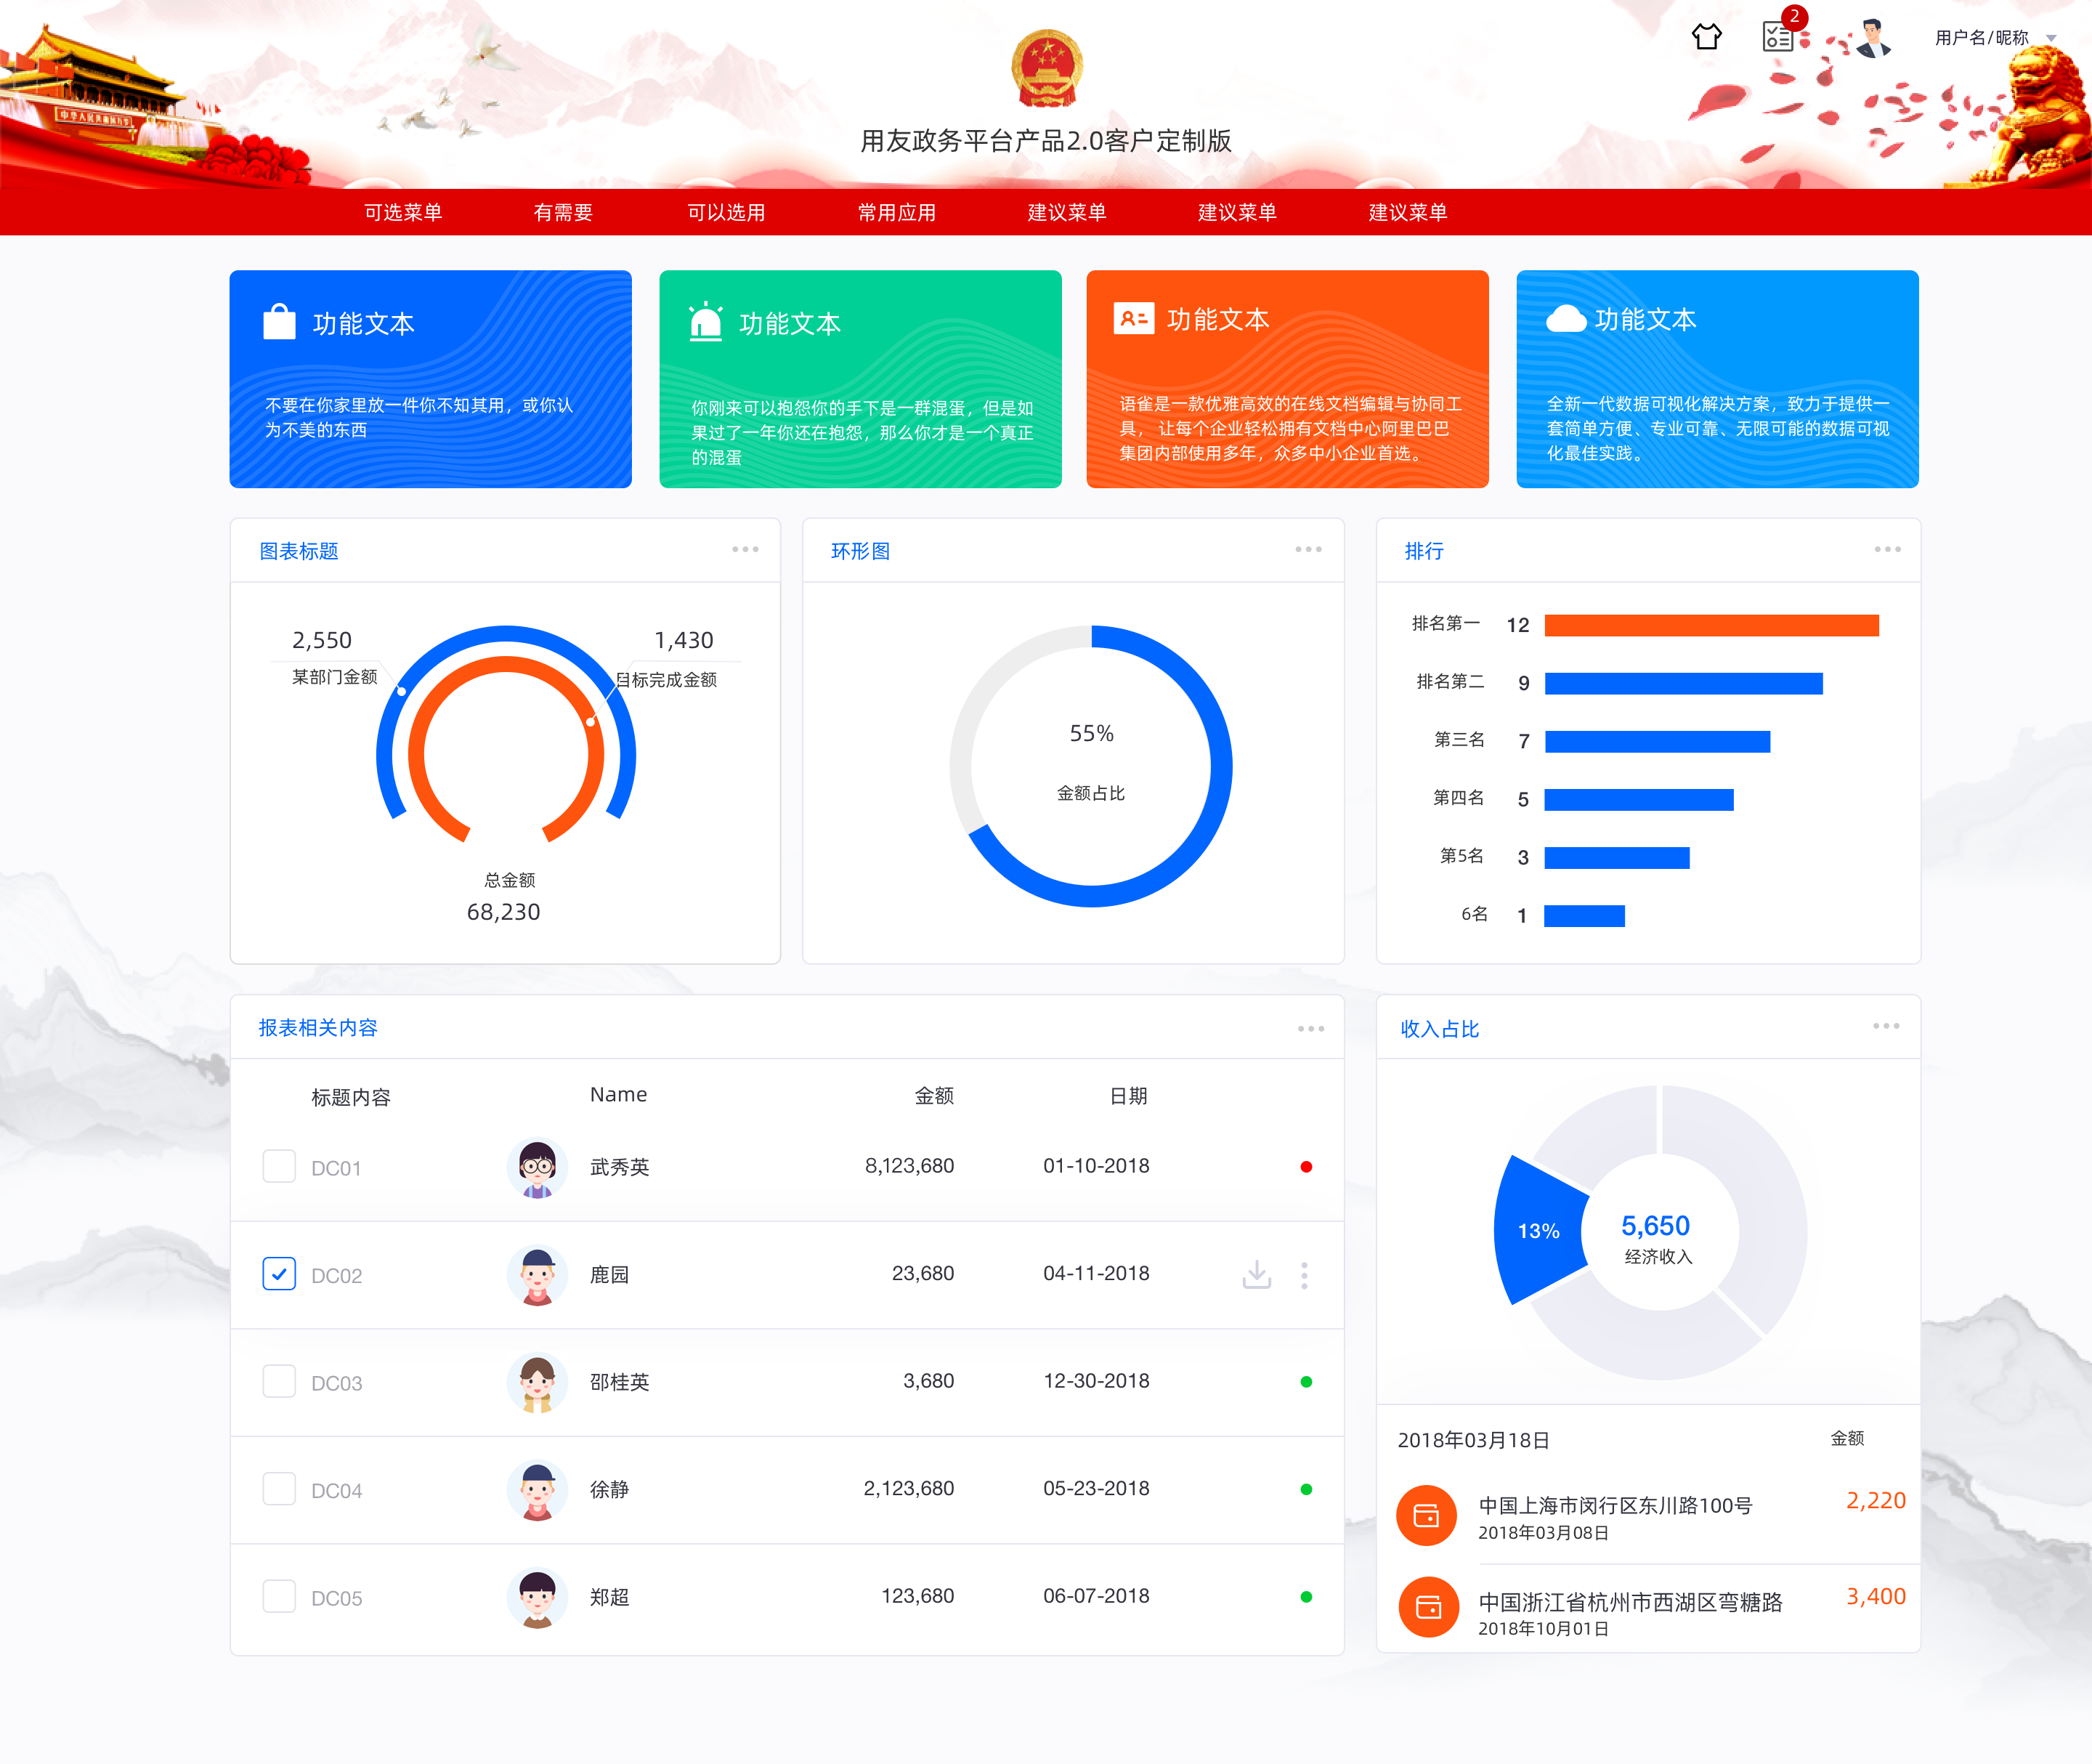 2
用户名/昵称
用友政务平台产品2.0客户定制版
可选菜单 有需要 可以选用 常用应用 建议菜单 建议菜单 建议菜单
功能文本
不要在你家里放一件你不知其用，或你认
为不美的东西
功能文本
你刚来可以抱怨你的手下是一群混蛋，但是如
果过了一年你还在抱怨，那么你才是一个真正
的混蛋
功能文本
语雀是一款优雅高效的在线文档编辑与协同工
具， 让每个企业轻松拥有文档中心阿里巴巴
集团内部使用多年，众多中小企业首选。
功能文本
全新一代数据可视化解决方案，致力于提供一
套简单方便、专业可靠、无限可能的数据可视
化最佳实践。
图表标题
2,550
某部门金额
1,430
目标完成金额
总金额
68,230
环形图
55%
金额占比
排行
排名第一 12
排名第二 9
第三名 7
第四名 5
第5名 3
6名 1
报表相关内容
标题内容 Name 金额 日期
DC01 武秀英 8,123,680 01-10-2018
DC02 鹿园 23,680 04-11-2018
DC03 邵桂英 3,680 12-30-2018
DC04 徐静 2,123,680 05-23-2018
DC05 郑超 123,680 06-07-2018
收入占比
13%
5,650
经济收入
2018年03月18日 金额
中国上海市闵行区东川路100号 2,220
2018年03月08日
中国浙江省杭州市西湖区弯糖路 3,400
2018年10月01日